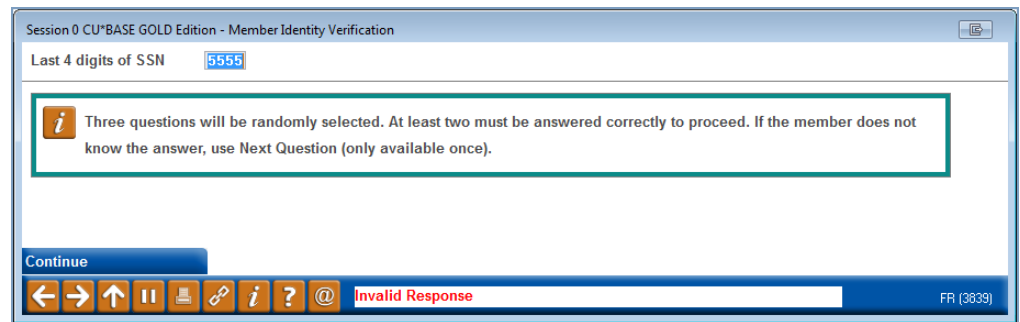 Session 0 CU*BASE GOLD Edition - Member Identity Verification
Last 4 digits of SSN 5555
i Three questions will be randomly selected. At least two must be answered correctly to proceed. If the member does not
know the answer, use Next Question (only available once).
Continue
i ? @ Invalid Response FR (3839)